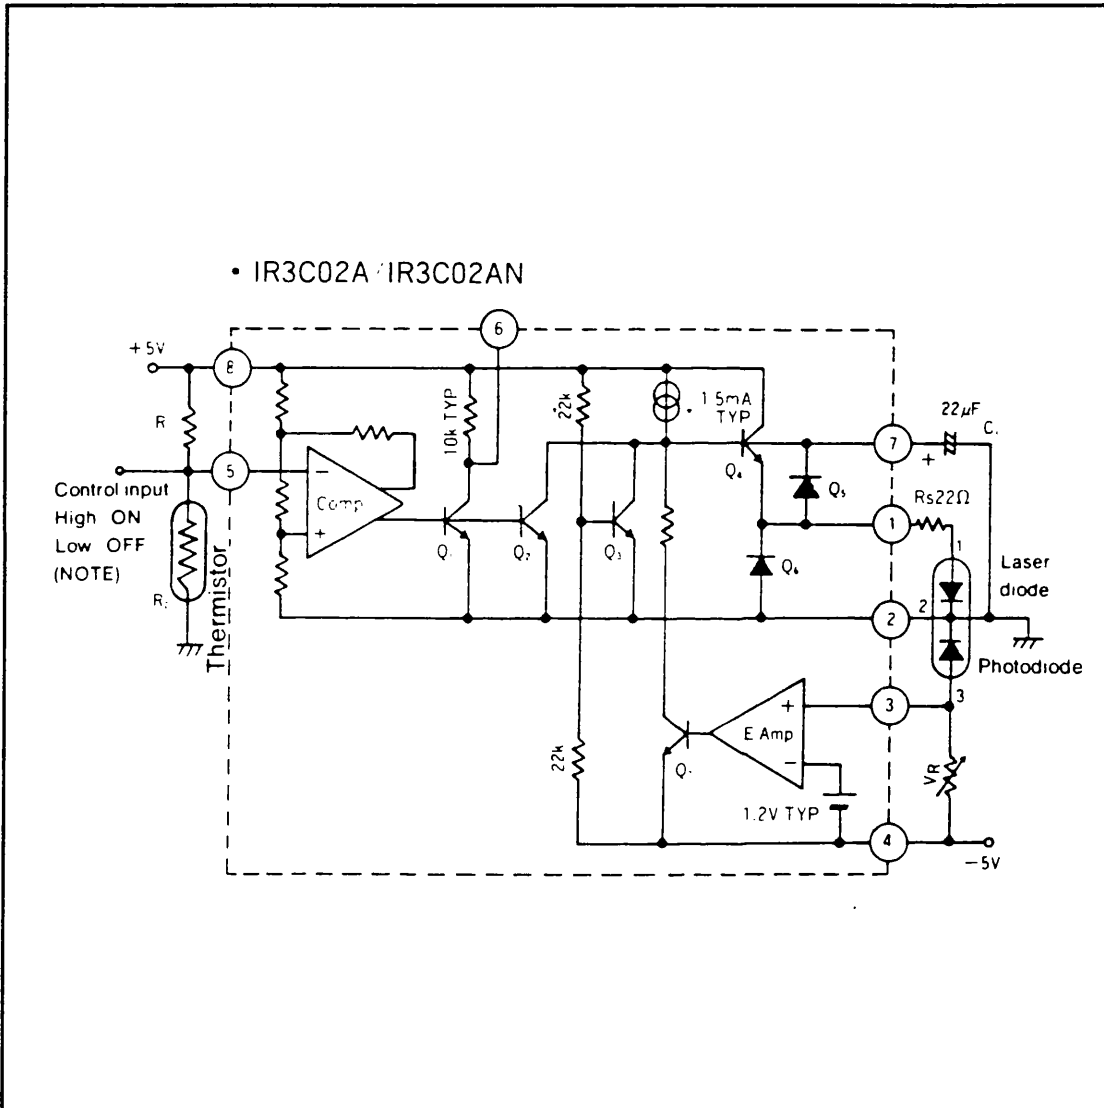 • IR3C02A/IR3C02AN
6
+5V
8
R
5
Control input
High ON
Low OFF
(NOTE)
Thermistor
−
Comp
+
10k TYP
22k
1.5mA
TYP
22μF
C.
7
+
Q₄
Q₅
Rs22Ω
1
1
Q₂
Q₃
Q₆
Laser
diode
2
2
Photodiode
3
3
+
E Amp
−
22k
1.2V TYP
VR
4
−5V